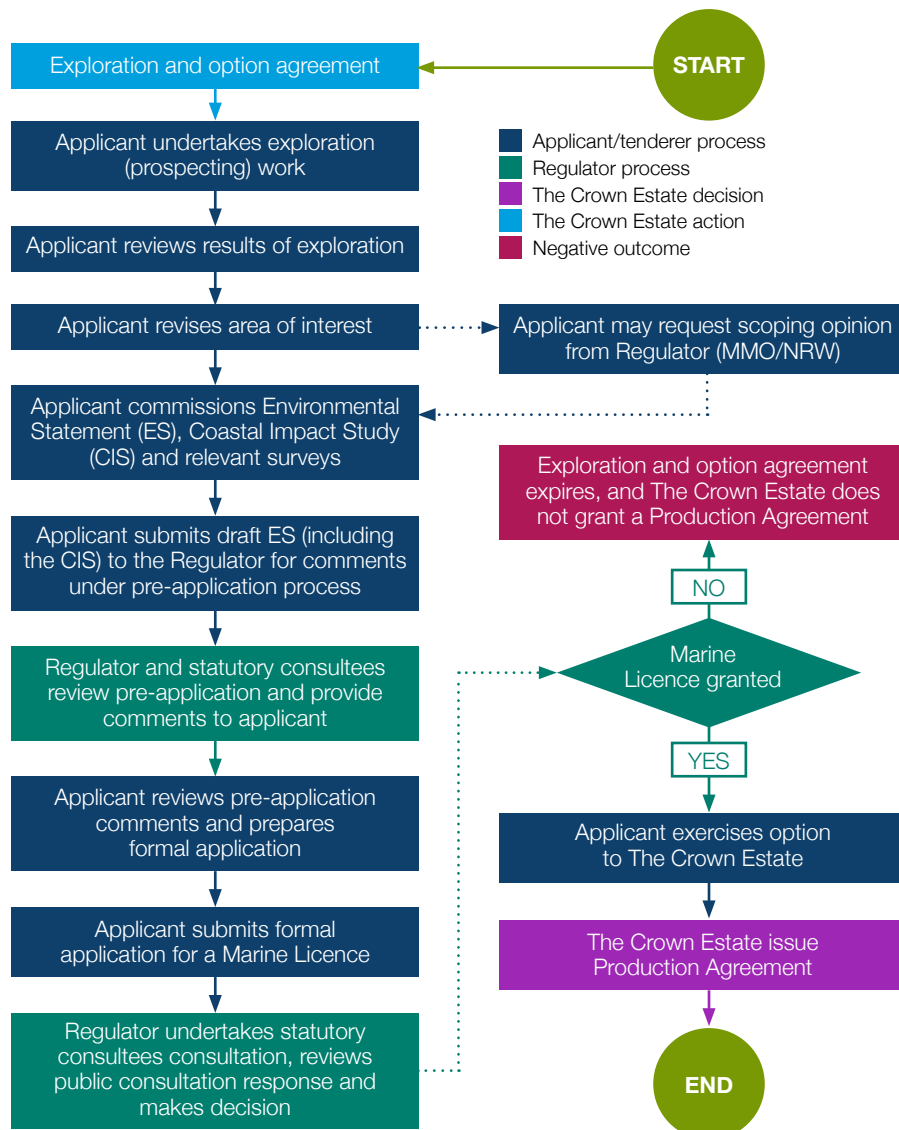 START
Exploration and option agreement
Applicant undertakes exploration
(prospecting) work
Applicant reviews results of exploration
Applicant revises area of interest
Applicant/tenderer process
Regulator process
The Crown Estate decision
The Crown Estate action
Negative outcome
Applicant may request scoping opinion
from Regulator (MMO/NRW)
Applicant commissions Environmental
Statement (ES), Coastal Impact Study
(CIS) and relevant surveys
Applicant submits draft ES (including
the CIS) to the Regulator for comments
under pre-application process
Regulator and statutory consultees
review pre-application and provide
comments to applicant
Applicant reviews pre-application
comments and prepares
formal application
Applicant submits formal
application for a Marine Licence
Regulator undertakes statutory
consultees consultation, reviews
public consultation response and
makes decision
Exploration and option agreement
expires, and The Crown Estate does
not grant a Production Agreement
NO
Marine
Licence granted
YES
Applicant exercises option
to The Crown Estate
The Crown Estate issue
Production Agreement
END